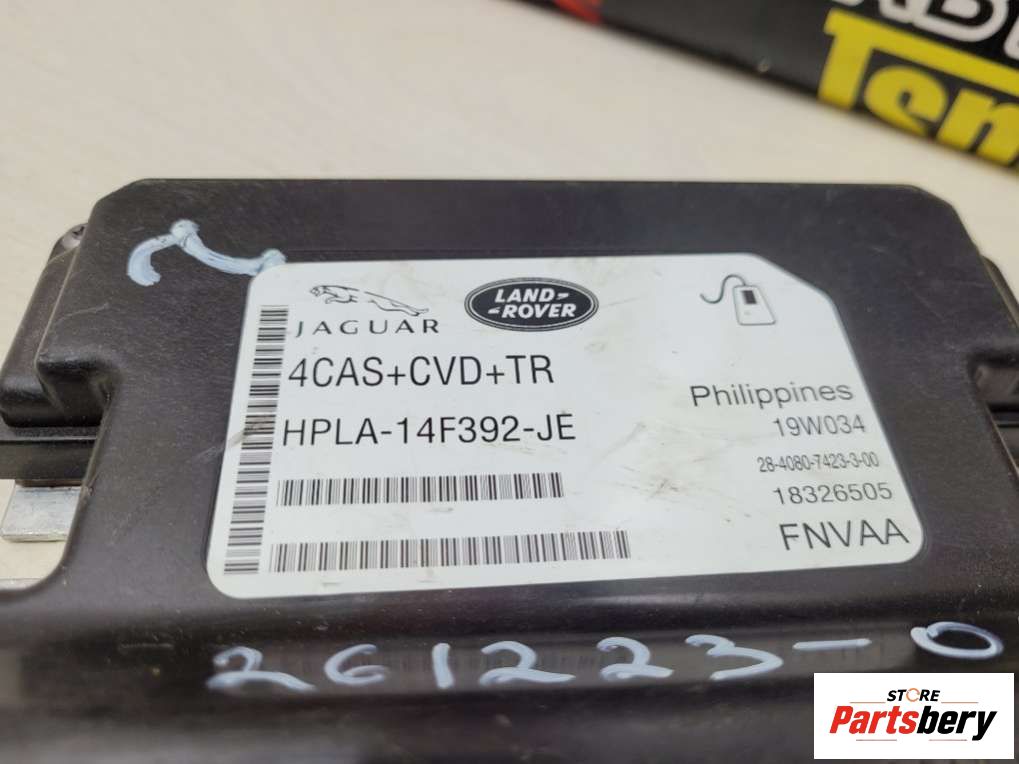 JAGUAR
LAND-
-ROVER
4CAS+CVD+TR
HPLA-14F392-JE
Philippines
19W034
28-4080-7423-3-00
18326505
FNVAA
261223-0
STORE
Partsbery